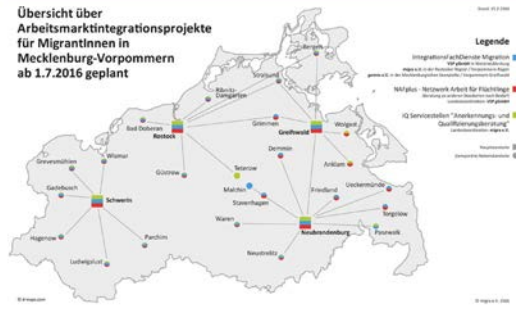 Übersicht über
Arbeitsmarktintegrationsprojekte
für MigrantInnen in
Mecklenburg-Vorpommern
ab 1.7.2016 geplant
Legende
IntegrationsFachDienste Migration
NAFplus - Netzwerk Arbeit für Flüchtlinge
IQ Servicestellen "Anerkennungs- und
Qualifizierungsberatung"
Bergen
Stralsund
Ribnitz-
Damgarten
Bad Doberan
Rostock
Grimmen
Greifswald
Wolgast
Wismar
Grevesmühlen
Gadebusch
Güstrow
Teterow
Demmin
Anklam
Malchin
Stavenhagen
Friedland
Ueckermünde
Schwerin
Torgelow
Hagenow
Parchim
Waren
Neubrandenburg
Pasewalk
Ludwigslust
Neustrelitz